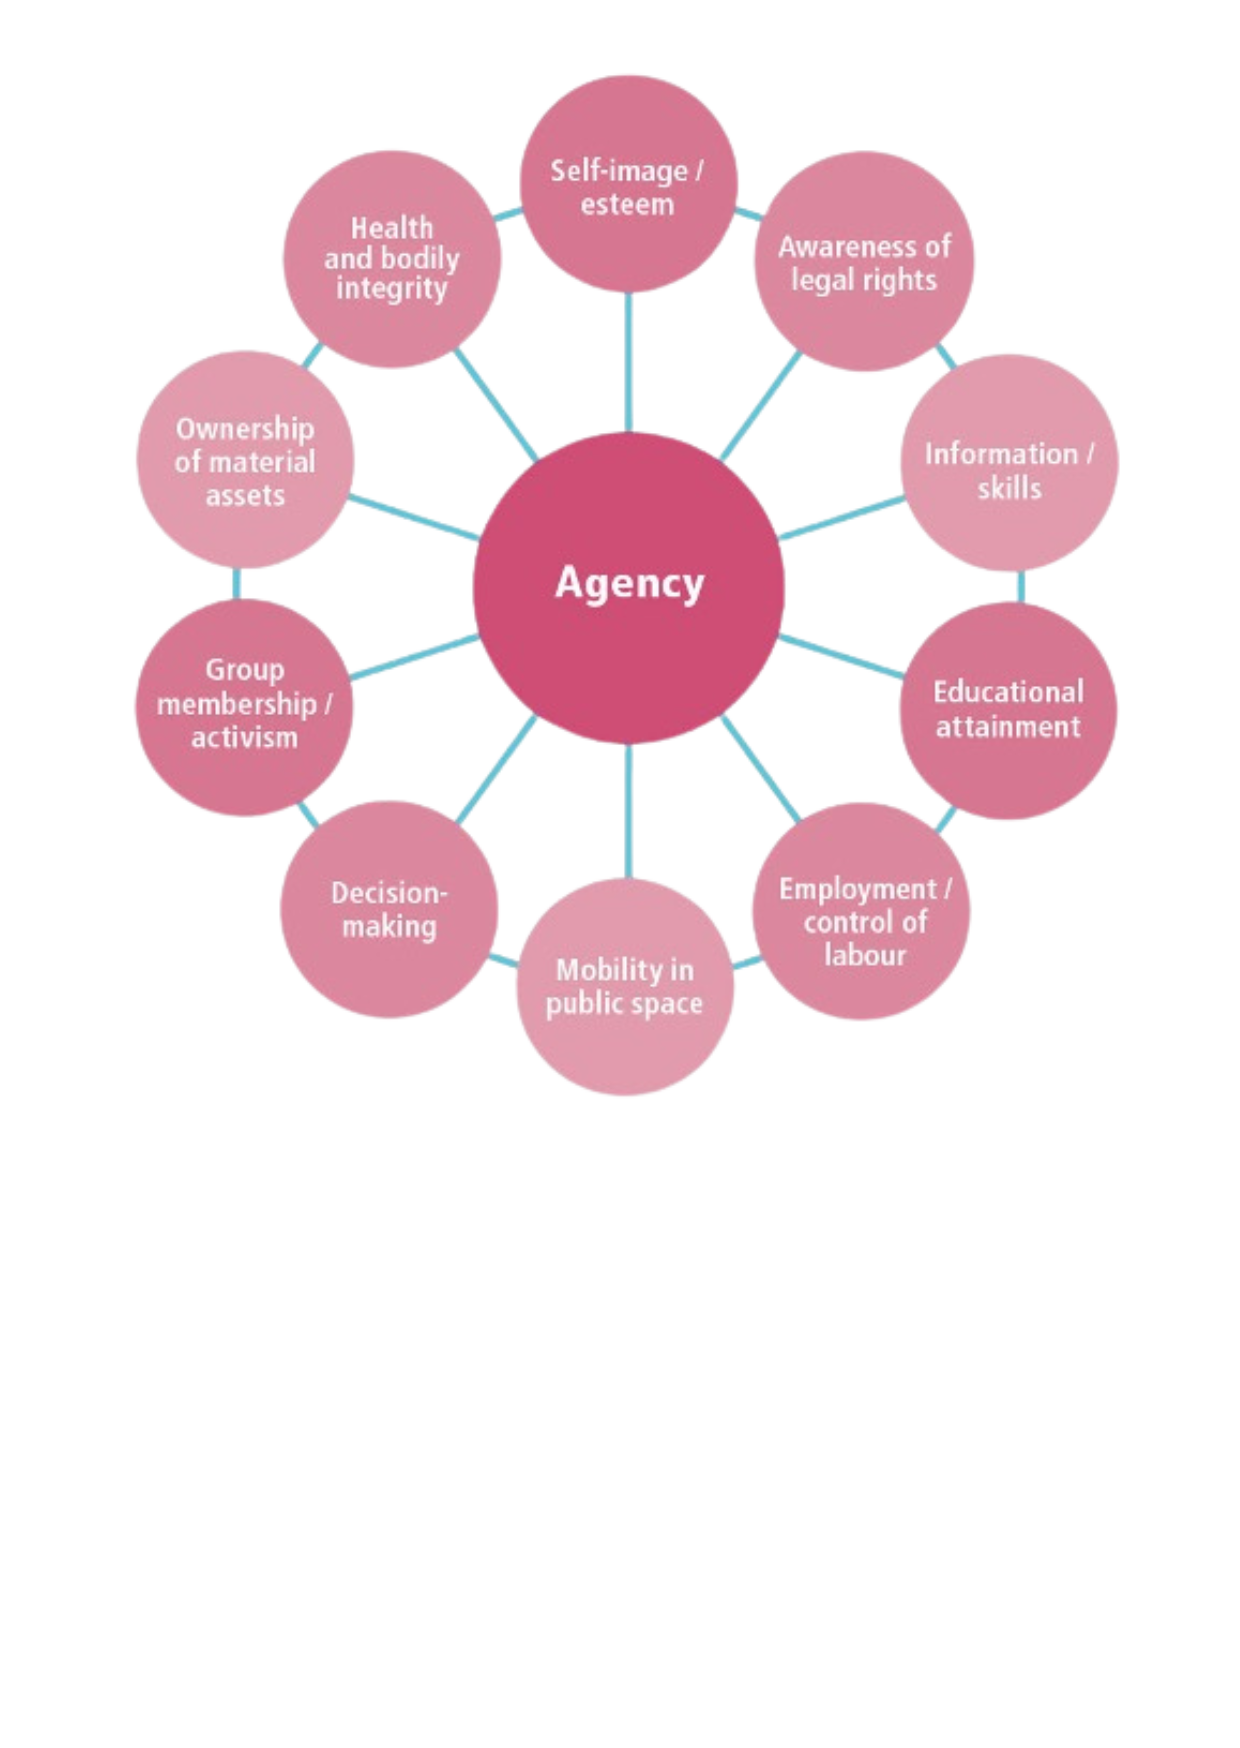 Self-image /
esteem
Awareness of
legal rights
Information /
skills
Educational
attainment
Employment /
control of
labour
Mobility in
public space
Decision-
making
Group
membership /
activism
Ownership
of material
assets
Health
and bodily
integrity
Agency